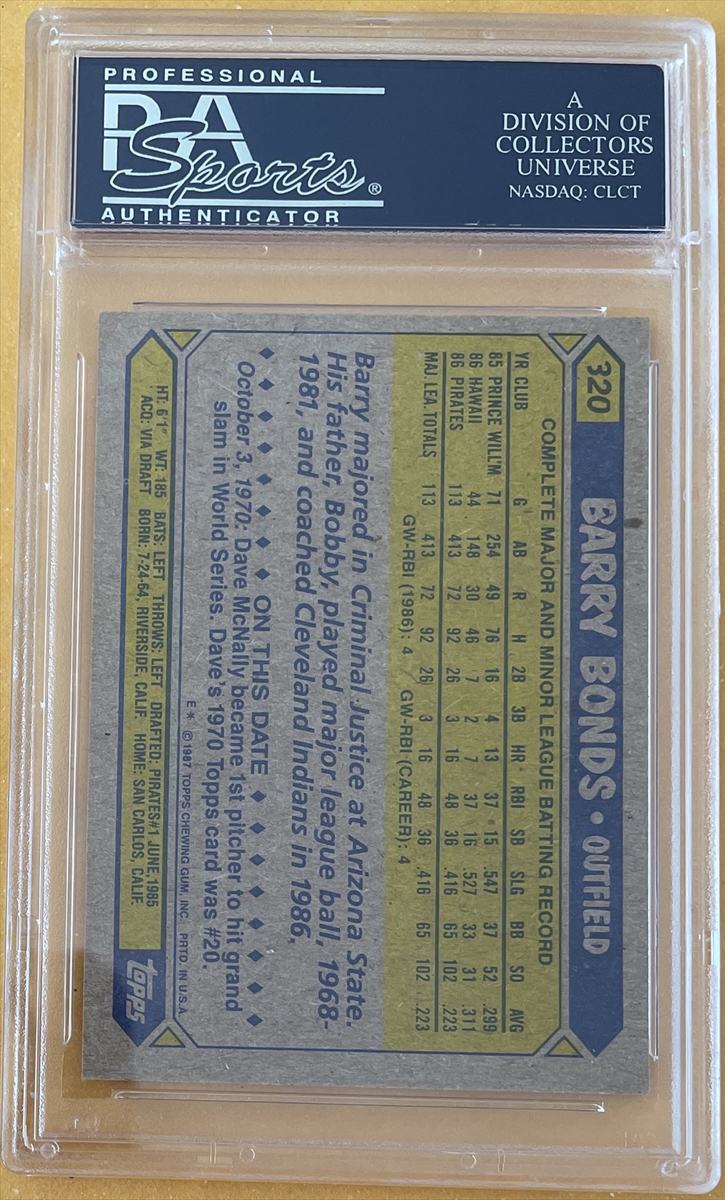 PROFESSIONAL
PSA
Sports®
AUTHENTICATOR
A
DIVISION OF
COLLECTORS
UNIVERSE
NASDAQ: CLCT
320 BARRY BONDS • OUTFIELD
COMPLETE MAJOR AND MINOR LEAGUE BATTING RECORD
YR CLUB G AB R H 2B 3B HR RBI SB SLG BB SO AVG
85 PRINCE WILL'M 71 254 49 76 16 4 13 37 15 .547 37 52 .299
86 HAWAII 44 148 30 46 7 2 7 37 16 .527 33 31 .311
86 PIRATES 113 413 72 92 26 3 16 48 36 .416 65 102 .223
MAJ. LEA. TOTALS 113 413 72 92 26 3 16 48 36 .416 65 102 .223
GW-RBI (1986): 4 GW-RBI (CAREER): 4
Barry majored in Criminal Justice at Arizona State.
His father, Bobby, played major league ball, 1968-
1981, and coached Cleveland Indians in 1986.
ON THIS DATE
October 3, 1970: Dave McNally became 1st pitcher to hit grand
slam in World Series. Dave's 1970 Topps card was #20.
E* ©1987 TOPPS CHEWING GUM, INC. PRTD. IN U.S.A.
HT: 6'1" WT: 185 BATS: LEFT THROWS: LEFT DRAFTED: PIRATES #1 JUNE, 1985
ACQ: VIA DRAFT BORN: 7-24-64, RIVERSIDE, CALIF. HOME: SAN CARLOS, CALIF.
topps